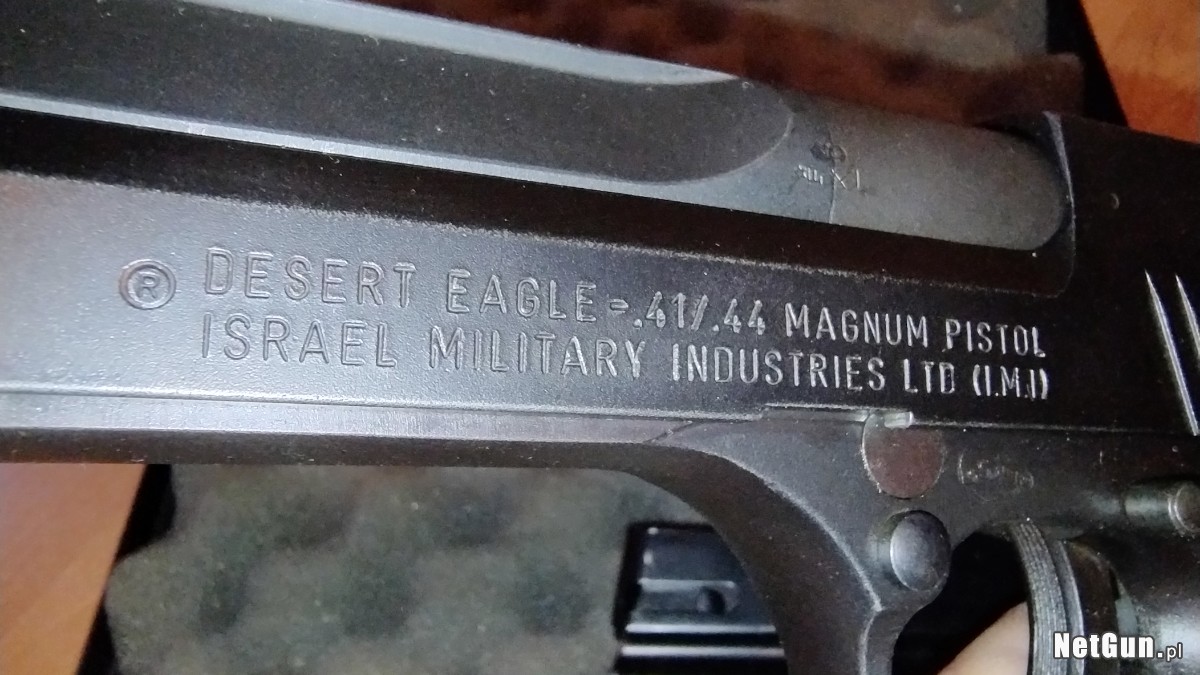 ® DESERT EAGLE - .41/.44 MAGNUM PISTOL
ISRAEL MILITARY INDUSTRIES LTD (I.M.I)
NetGun.pl